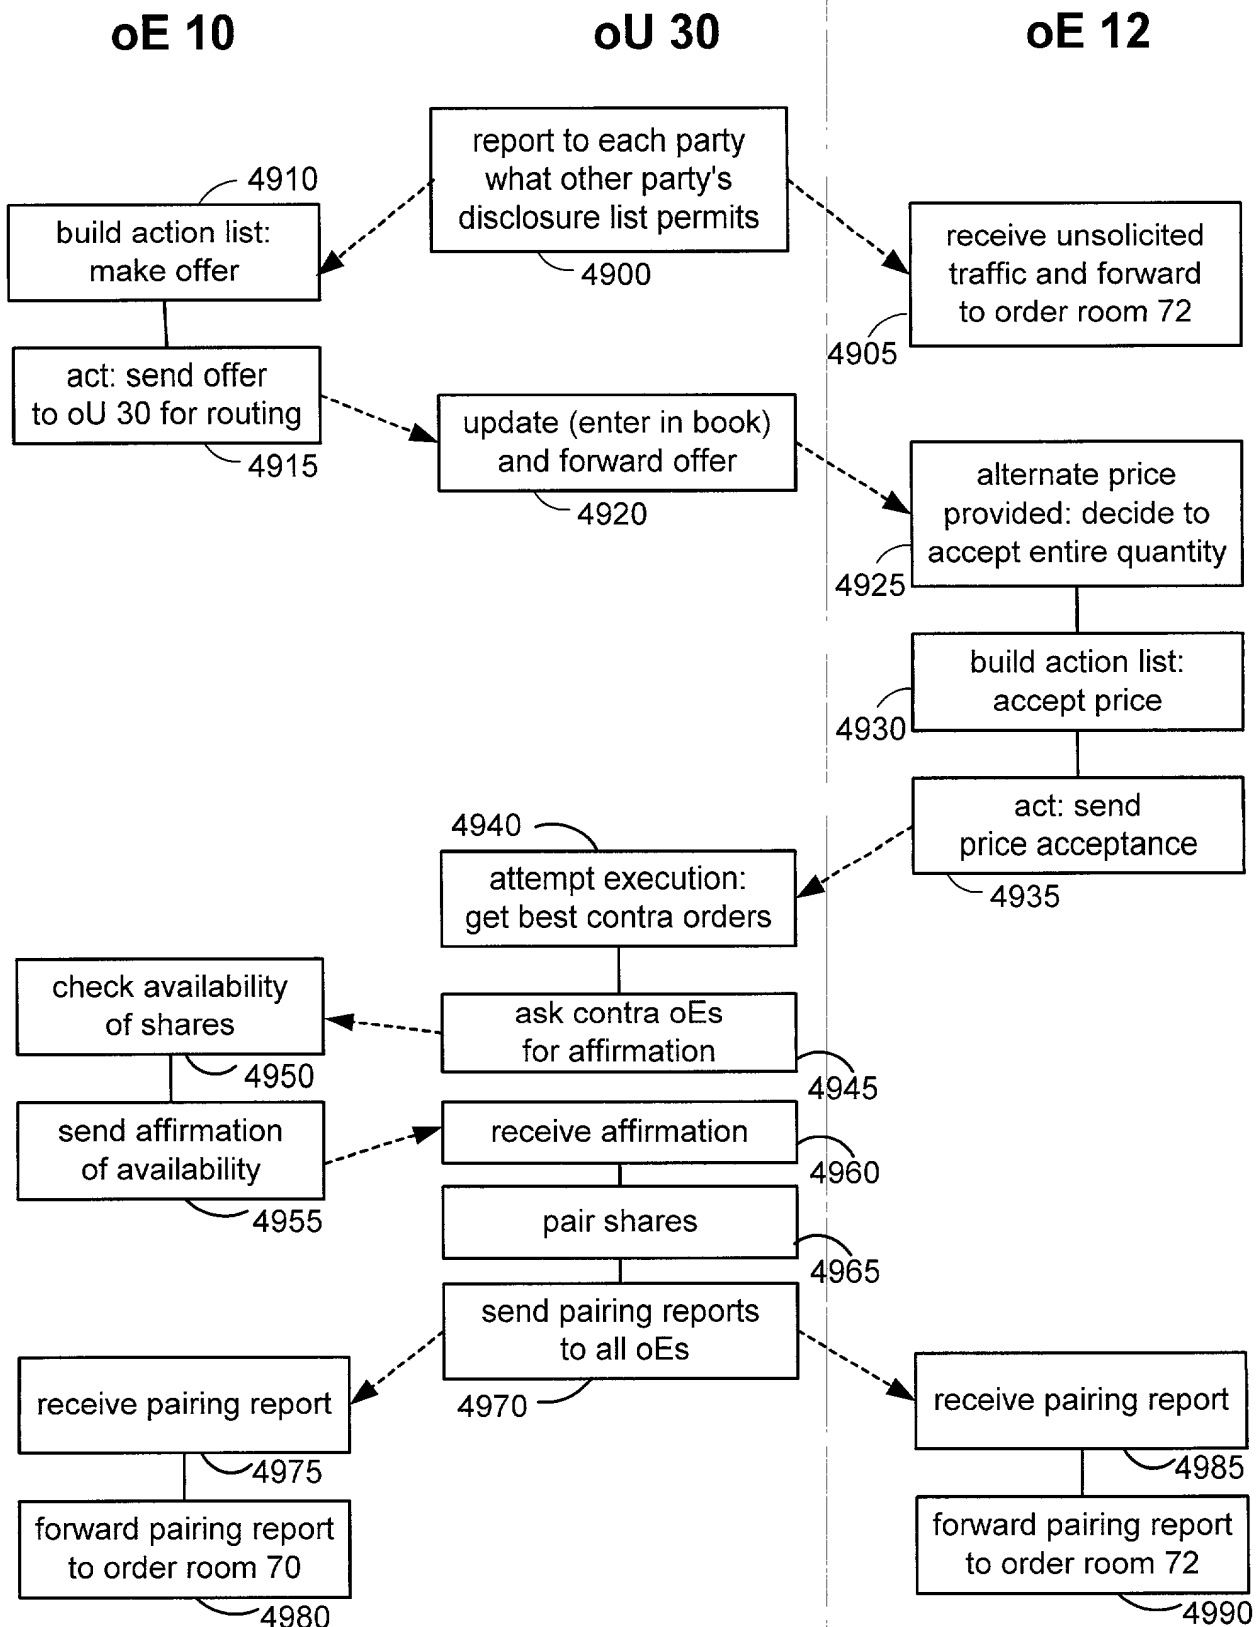 oE 10
oU 30
oE 12
report to each party
what other party's
disclosure list permits
4900
4910
build action list:
make offer
receive unsolicited
traffic and forward
to order room 72
4905
act: send offer
to oU 30 for routing
4915
update (enter in book)
and forward offer
4920
alternate price
provided: decide to
accept entire quantity
4925
build action list:
accept price
4930
act: send
price acceptance
4935
4940
attempt execution:
get best contra orders
ask contra oEs
for affirmation
4945
check availability
of shares
4950
send affirmation
of availability
4955
receive affirmation
4960
pair shares
4965
send pairing reports
to all oEs
4970
receive pairing report
4975
forward pairing report
to order room 70
4980
receive pairing report
4985
forward pairing report
to order room 72
4990